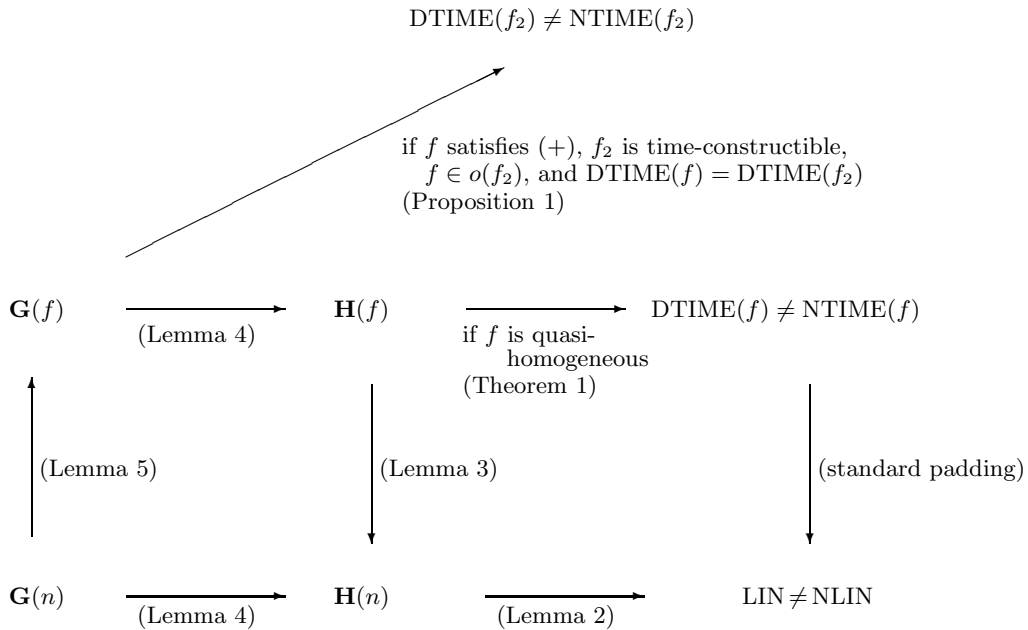 DTIME(f₂) ≠ NTIME(f₂)
if f satisfies (+), f₂ is time-constructible,
f ∈ o(f₂), and DTIME(f) = DTIME(f₂)
(Proposition 1)
G(f)
(Lemma 4)
H(f)
if f is quasi-
homogeneous
(Theorem 1)
DTIME(f) ≠ NTIME(f)
(Lemma 5)
(Lemma 3)
(standard padding)
G(n)
(Lemma 4)
H(n)
(Lemma 2)
LIN ≠ NLIN